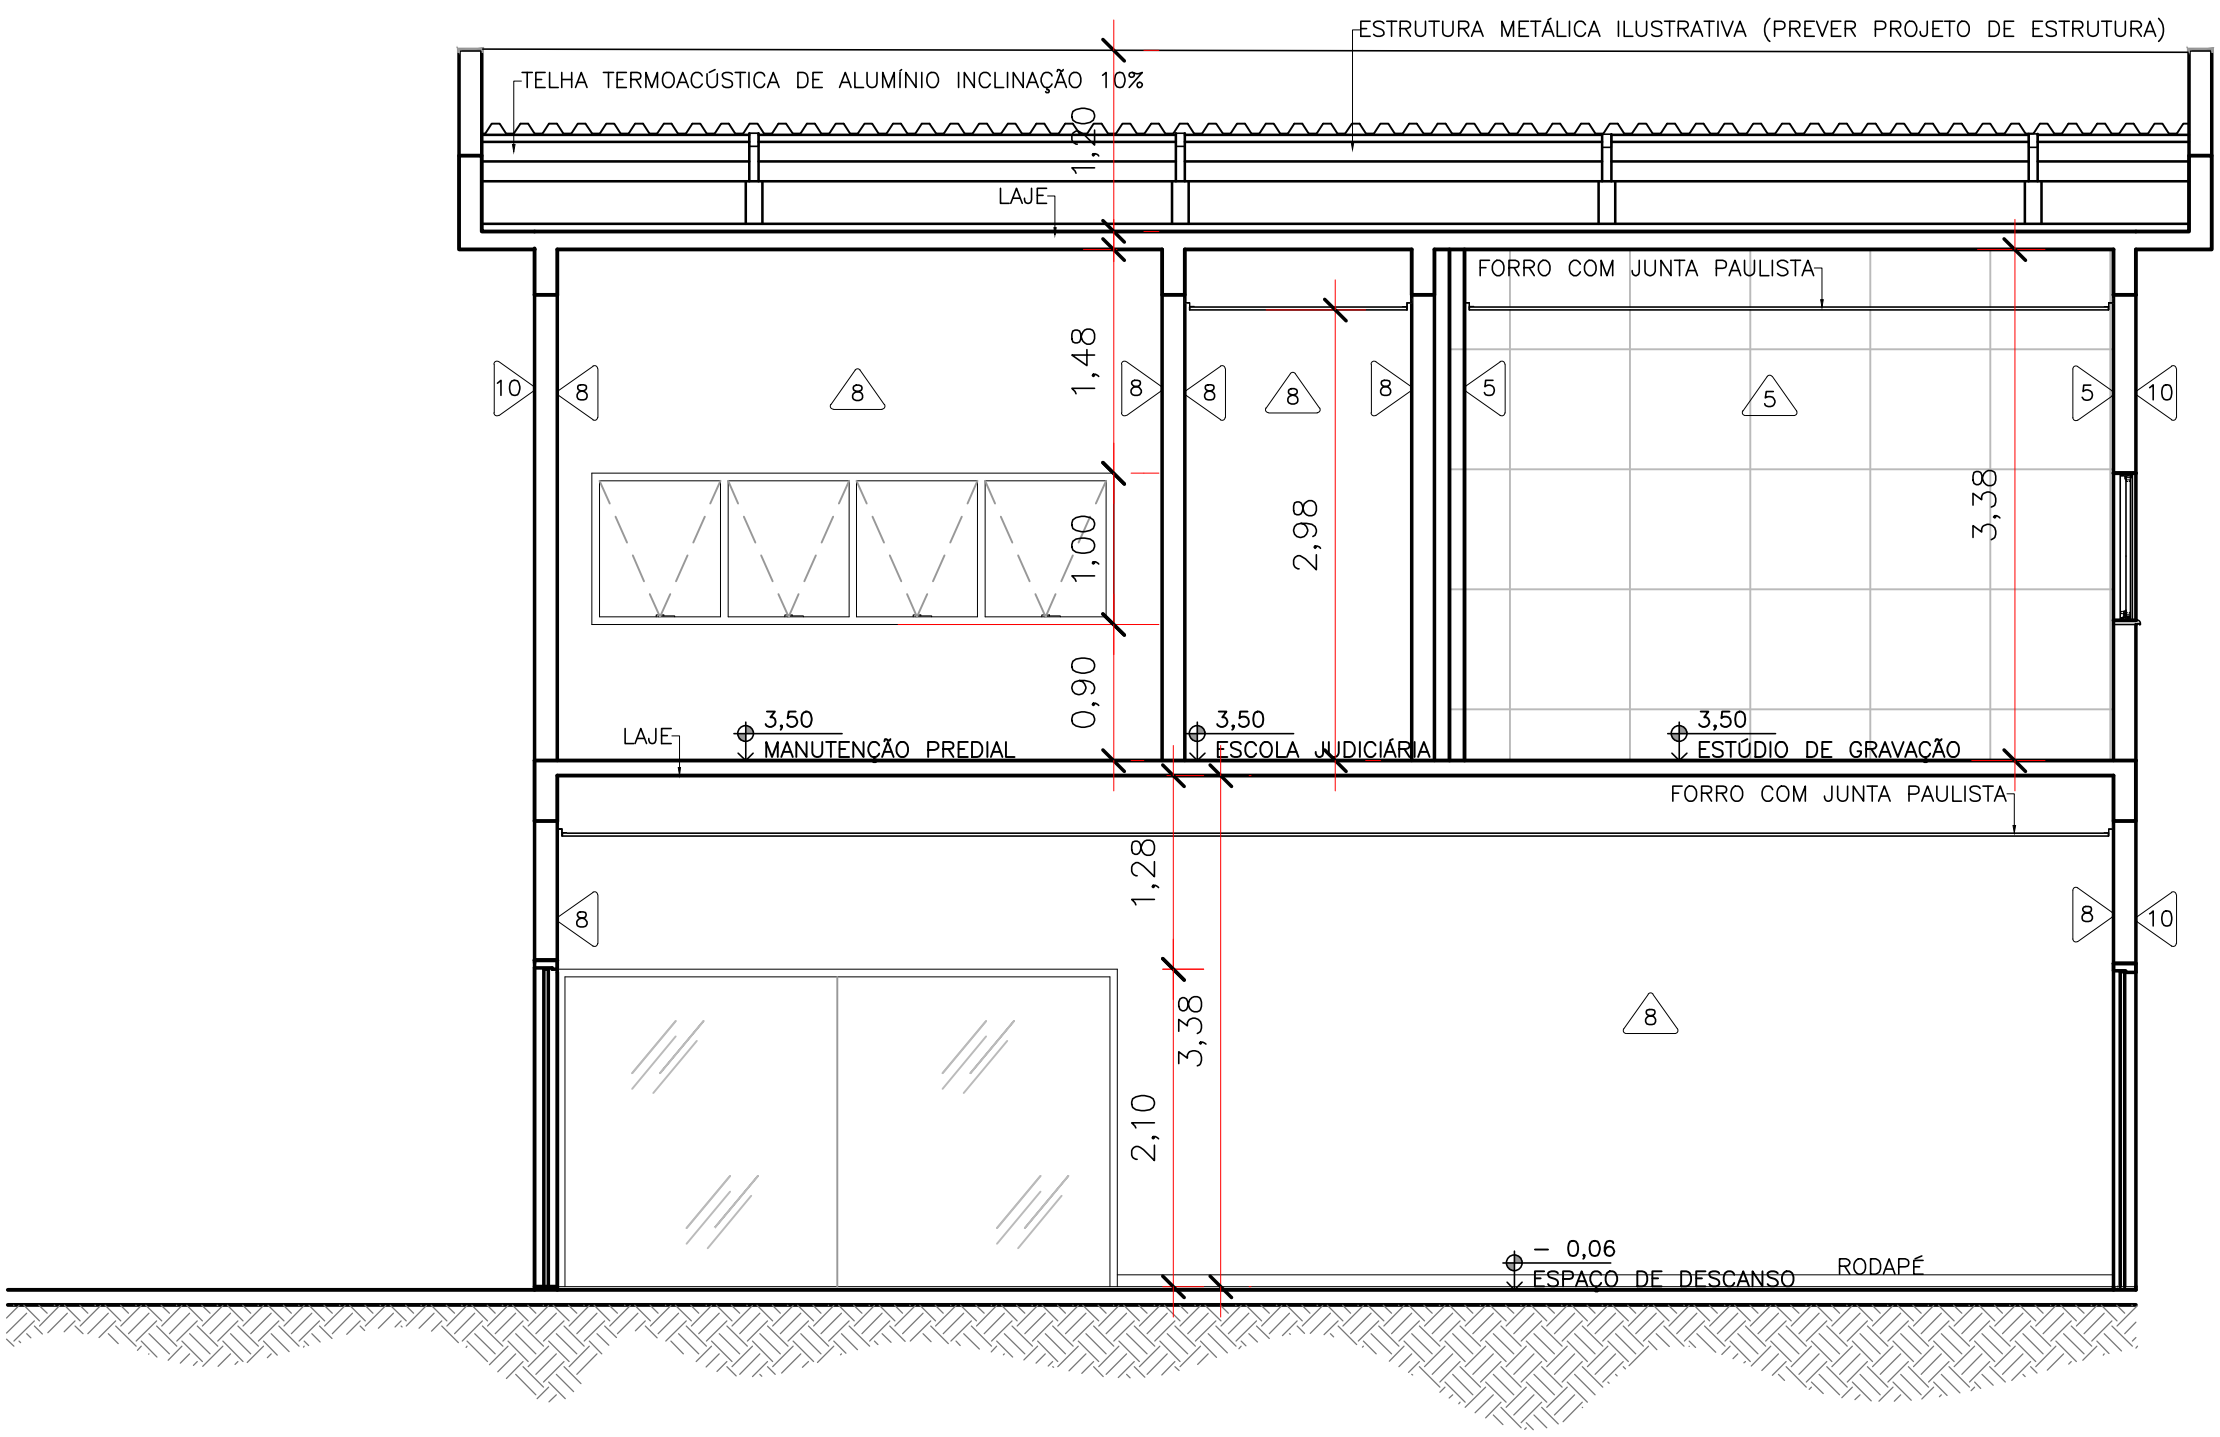 ESTRUTURA METÁLICA ILUSTRATIVA (PREVER PROJETO DE ESTRUTURA)
TELHA TERMOACÚSTICA DE ALUMÍNIO INCLINAÇÃO 10%
1,20
LAJE
FORRO COM JUNTA PAULISTA
1,48
10
8
8
8
8
8
8
5
5
5
10
2,98
3,38
1,00
0,90
3,50
MANUTENÇÃO PREDIAL
3,50
ESCOLA JUDICIÁRIA
3,50
ESTÚDIO DE GRAVAÇÃO
LAJE
FORRO COM JUNTA PAULISTA
1,28
8
8
10
3,38
8
2,10
- 0,06
ESPAÇO DE DESCANSO
RODAPÉ